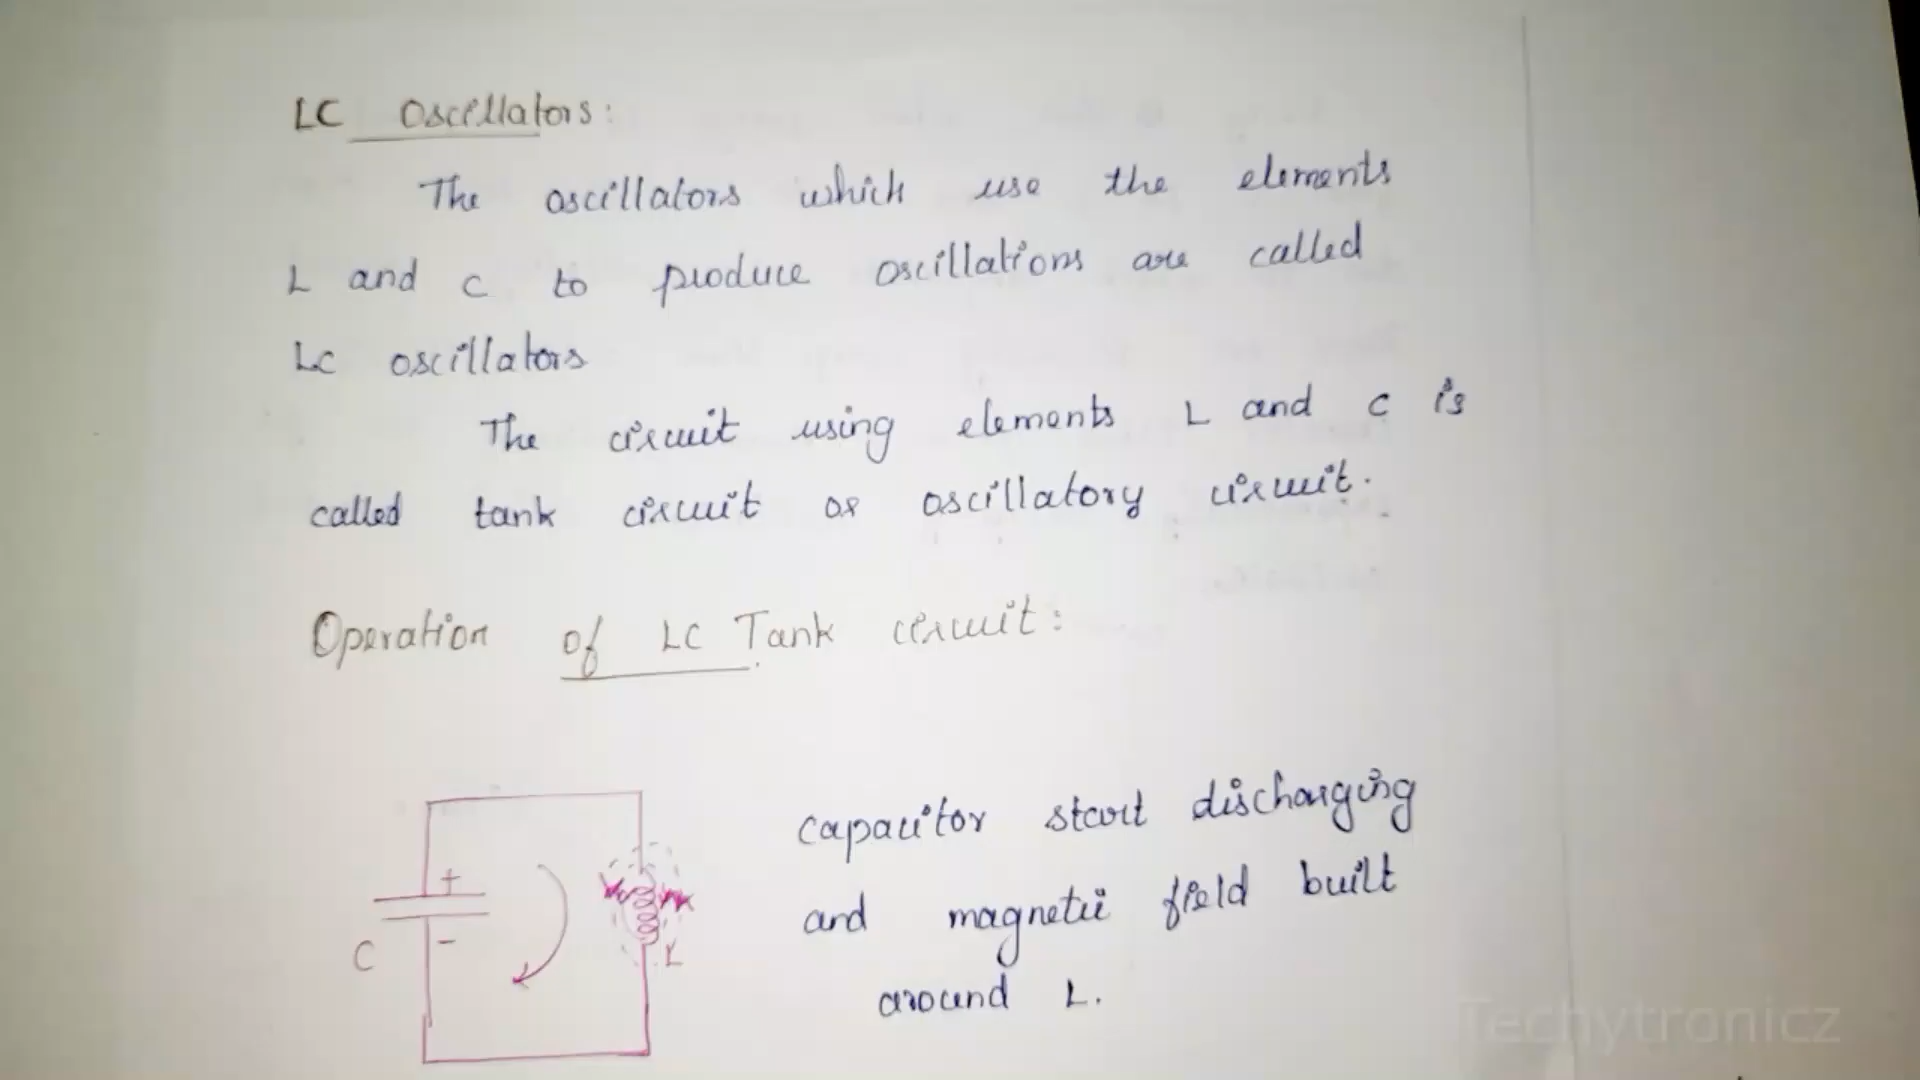 LC Oscillators:
The oscillators which use the elements
L and C to produce oscillations are called
LC oscillators
The circuit using elements L and C is
called tank circuit or oscillatory circuit.
Operation of LC Tank circuit:
capacitor start discharging
and magnetic field built
around L.
+
-
C
L
Techytronicz